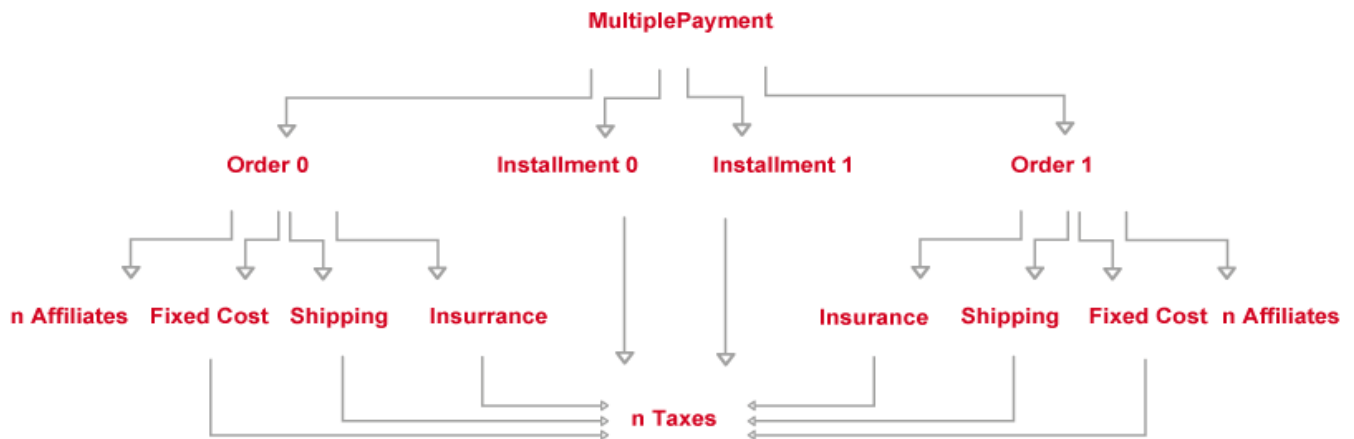 MultiplePayment
Order 0
Installment 0
Installment 1
Order 1
n Affiliates
Fixed Cost
Shipping
Insurrance
Insurance
Shipping
Fixed Cost
n Affiliates
n Taxes